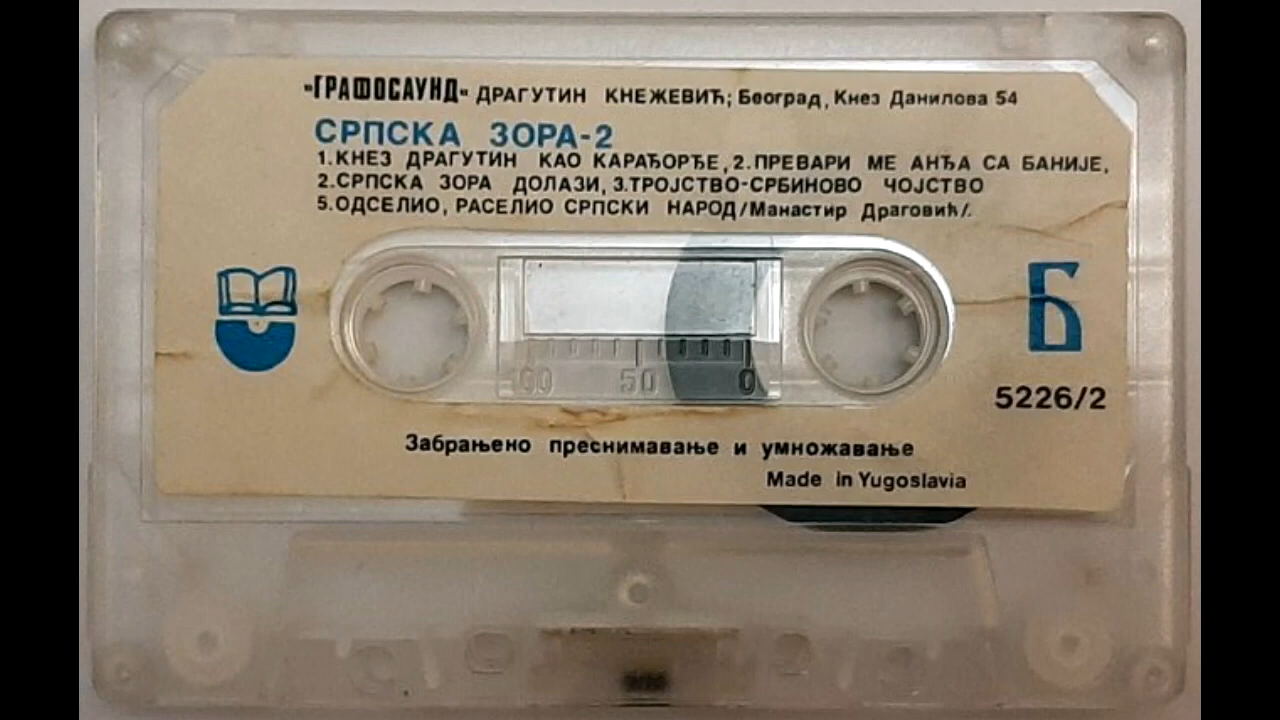 »ГРАФОСАУНД« ДРАГУТИН КНЕЖЕВИЋ; Београд, Кнез Данилова 54
СРПСКА ЗОРА-2
1.КНЕЗ ДРАГУТИН КАО КАРАЂОРЂЕ, 2.ПРЕВАРИ МЕ АНЂА СА БАНИЈЕ,
2.СРПСКА ЗОРА ДОЛАЗИ, 3.ТРОЈСТВО-СРБИНОВО ЧОЈСТВО
5.ОДСЕЛИО, РАСЕЛИО СРПСКИ НАРОД/Манастир Драговић/.
Б
100 50 0
5226/2
Забрањено преснимавање и умножавање
Made in Yugoslavia